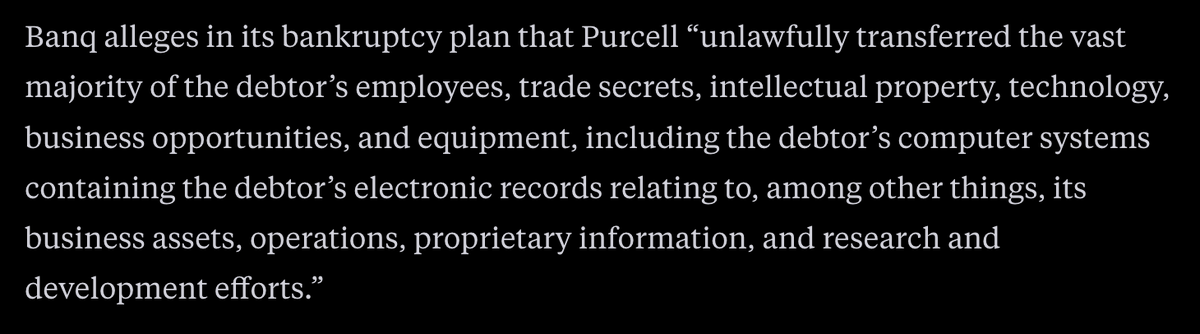 Banq alleges in its bankruptcy plan that Purcell “unlawfully transferred the vast
majority of the debtor’s employees, trade secrets, intellectual property, technology,
business opportunities, and equipment, including the debtor’s computer systems
containing the debtor’s electronic records relating to, among other things, its
business assets, operations, proprietary information, and research and
development efforts.”